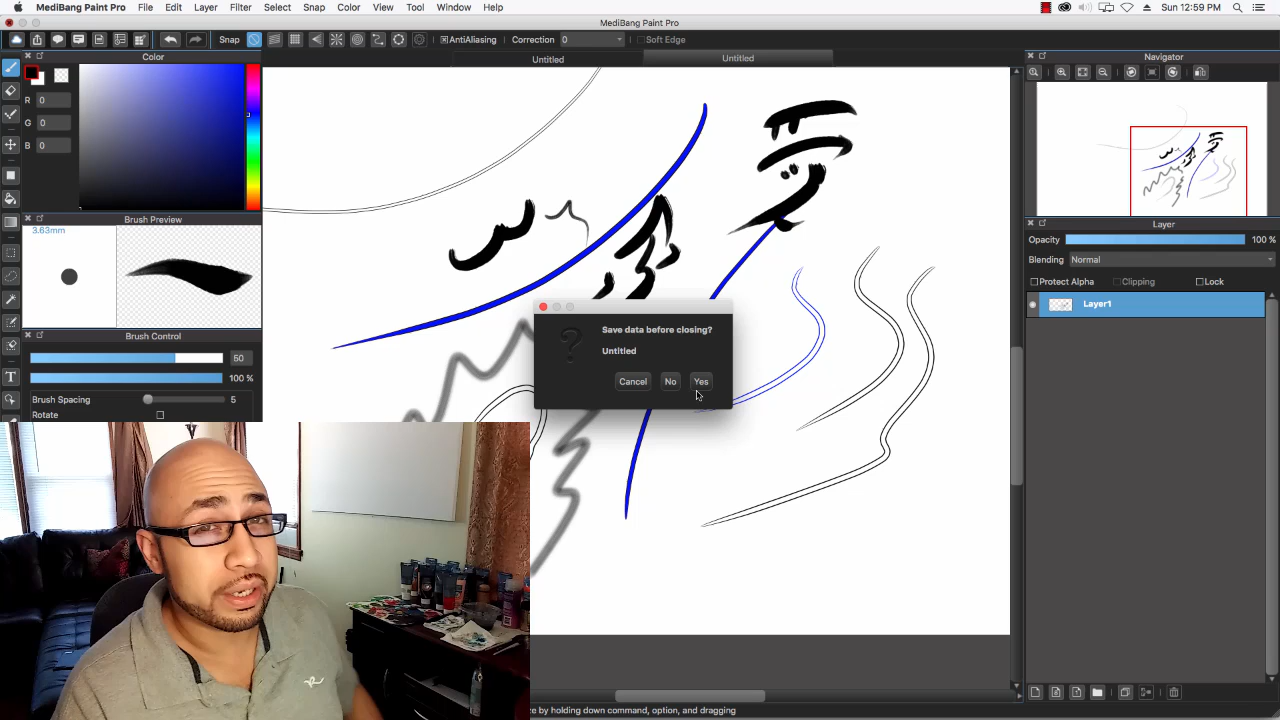 MediBang Paint Pro File Edit Layer Filter Select Snap Color View Tool Window Help Sun 12:59 PM
MediBang Paint Pro
Snap AntiAliasing Correction 0 Soft Edge
Color
Untitled
Untitled
Navigator
R 0
G 0
B 0
Brush Preview
3.63mm
Layer
Opacity 100 %
Blending Normal
Protect Alpha Clipping Lock
Layer1
Save data before closing?
Untitled
Cancel No Yes
Brush Control
50
100 %
Brush Spacing 5
Rotate
T
e by holding down command, option, and dragging